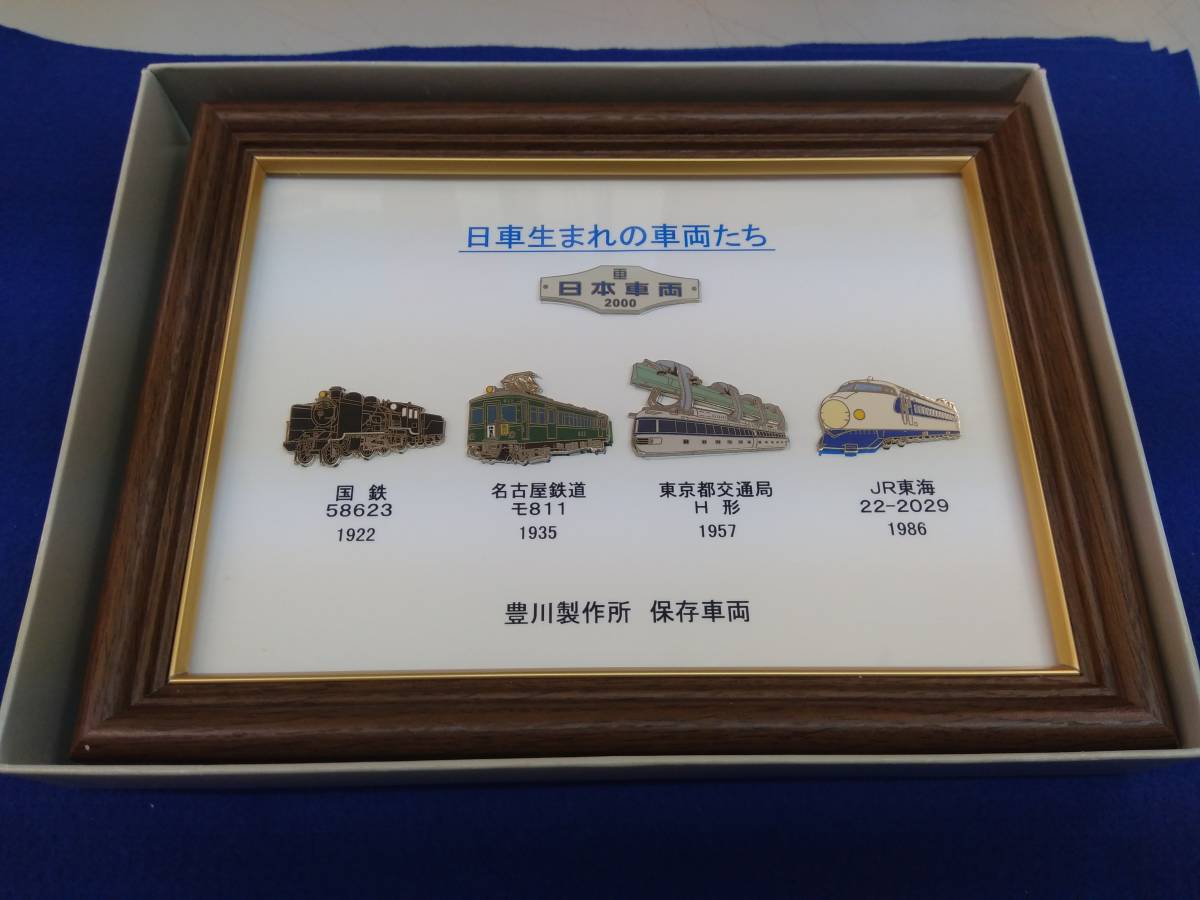 日車生まれの車両たち
日本車両
2000
国鉄
58623
1922
名古屋鉄道
モ811
1935
東京都交通局
H 形
1957
JR東海
22-2029
1986
豊川製作所 保存車両